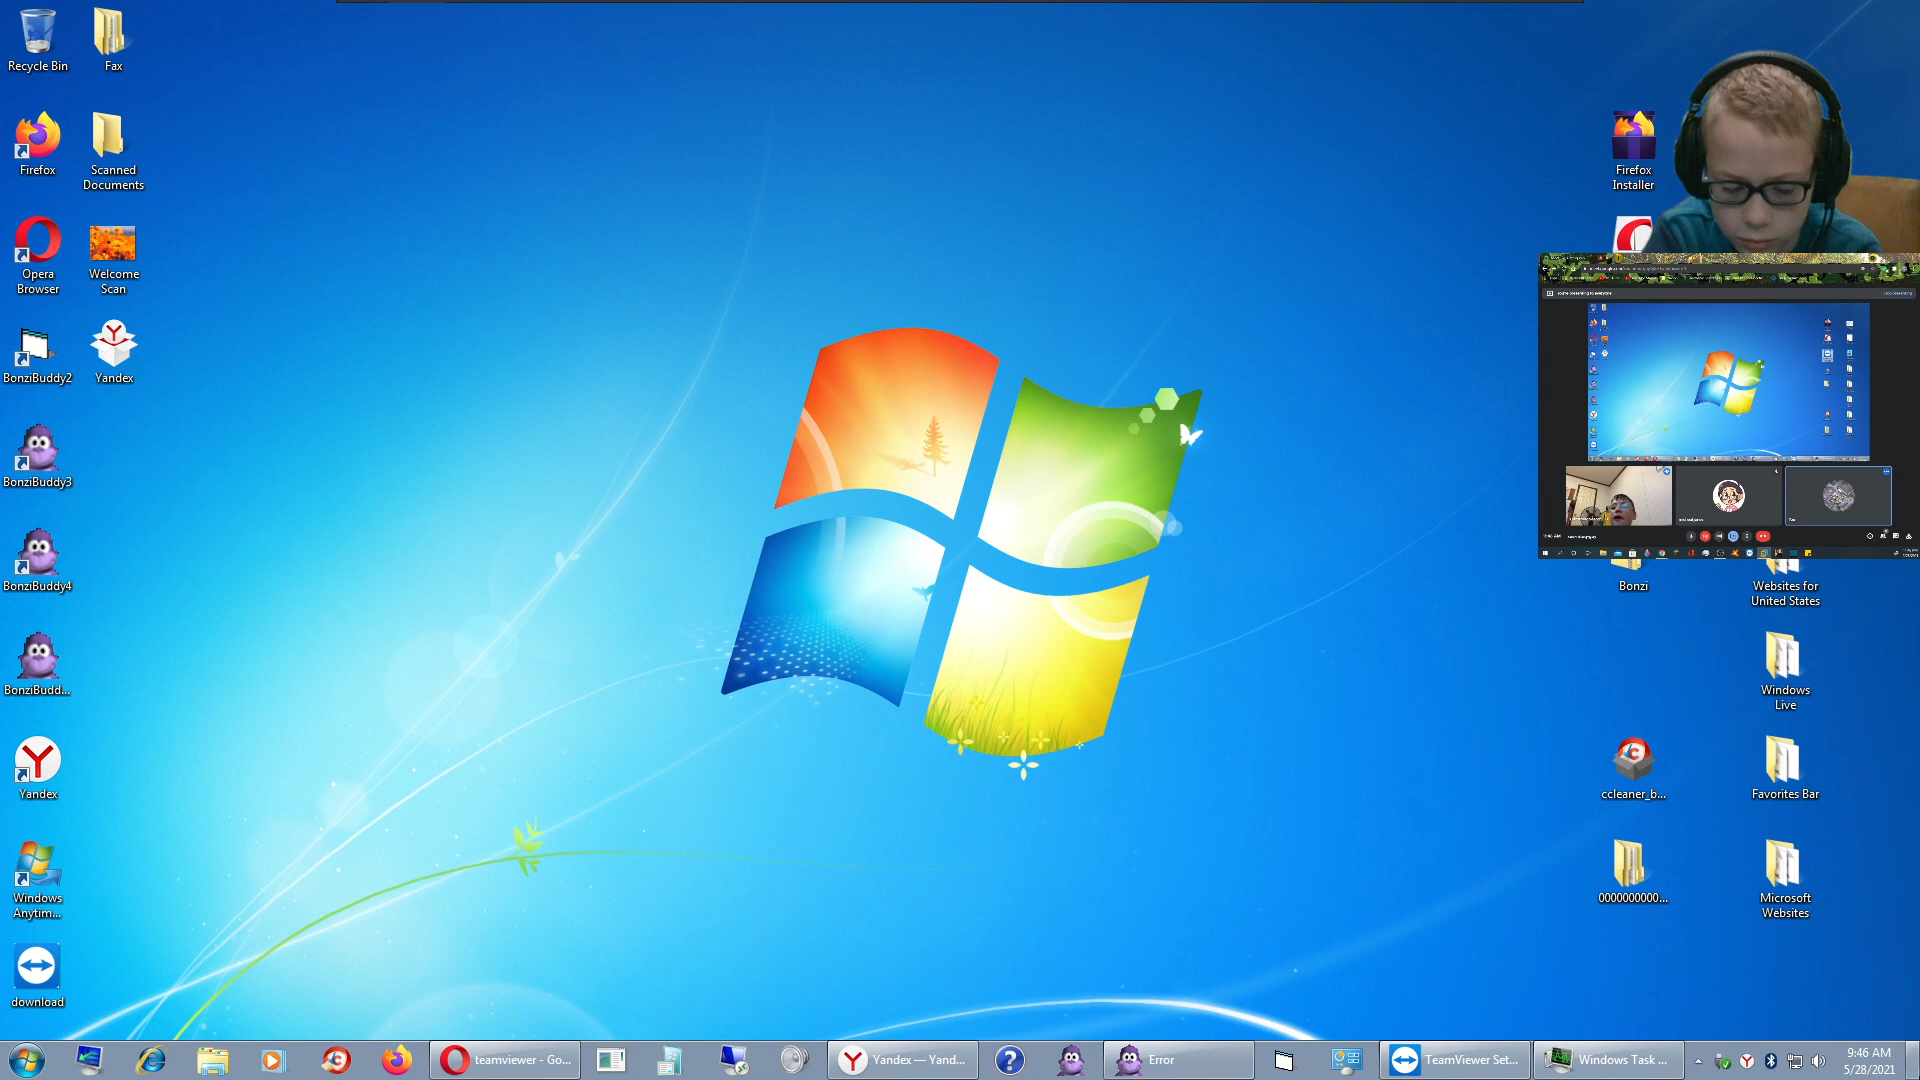 Recycle Bin
Fax
Firefox
Scanned
Documents
Firefox
Installer
Opera
Browser
Welcome
Scan
BonziBuddy2
Yandex
BonziBuddy3
BonziBuddy4
Bonzi
Websites for
United States
BonziBudd...
Windows
Live
Yandex
ccleaner_b...
Favorites Bar
Windows
Anytim...
0000000000...
Microsoft
Websites
download
teamviewer - Go...
Yandex — Yand...
Error
TeamViewer Set...
Windows Task ...
9:46 AM
5/28/2021